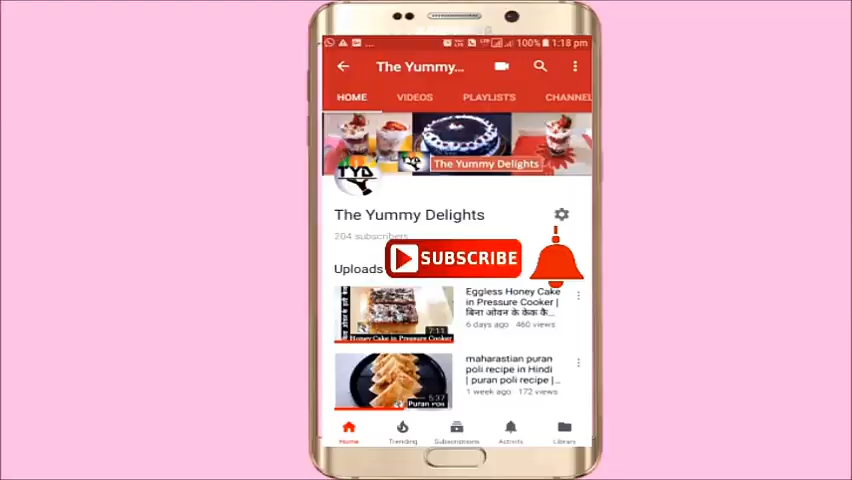 ... 100% 1:18 pm
The Yummy...
HOME VIDEOS PLAYLISTS CHANNEL
The Yummy Delights
TYD
The Yummy Delights
204 subscribers
SUBSCRIBE
Uploads
Eggless Honey Cake
in Pressure Cooker |
बिना ओवन के केक कै...
6 days ago 460 views
7:11
Honey Cake in Pressure Cooker
maharastian puran
poli recipe in Hindi
| puran poli recipe |...
1 week ago 172 views
5:37
Puran Poli
Home Trending Subscriptions Activity Library